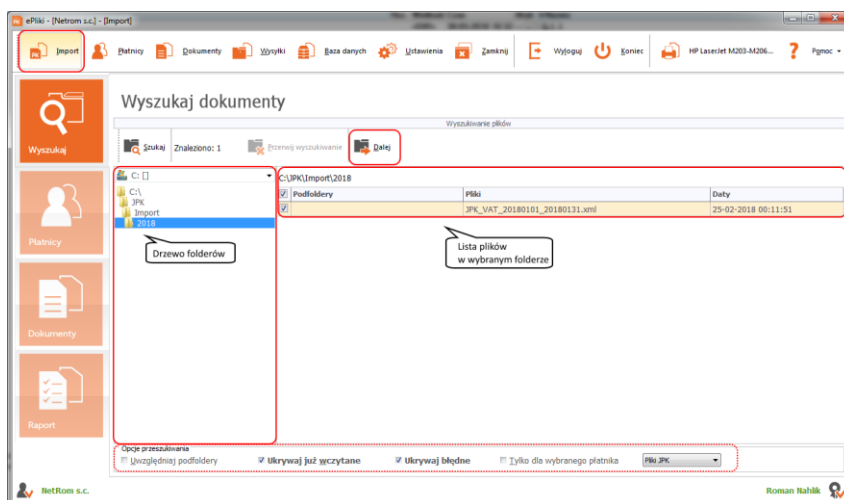 ePliki - [Netrom s.c.] - [Import]
Import Płatnicy Dokumenty Wysyłki Baza danych Ustawienia Zamknij Wyloguj Koniec HP LaserJet M203-M206... Pomoc
Wyszukaj dokumenty
Wyszukiwanie plików
Szukaj Znaleziono: 1 Przerwij wyszukiwanie Dalej
Wyszukaj
Płatnicy
Dokumenty
Raport
C: []
C:\
JPK
Import
2018
Drzewo folderów
C:\JPK\Import\2018
Podfoldery Pliki Daty
JPK_VAT_20180101_20180131.xml 25-02-2018 00:11:51
Lista plików
w wybranym folderze
Opcje przeszukiwania
Uwzględniaj podfoldery Ukrywaj już wczytane Ukrywaj błędne Tylko dla wybranego płatnika Pliki JPK
NetRom s.c. Roman Nahlik